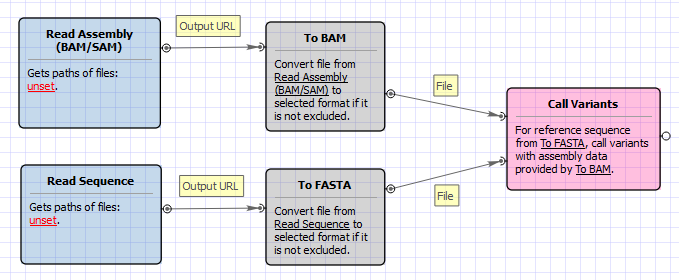 Read Assembly
(BAM/SAM)
Gets paths of files:
unset.
Output URL
To BAM
Convert file from
Read Assembly
(BAM/SAM) to
selected format if it
is not excluded.
File
Call Variants
For reference sequence
from To FASTA, call variants
with assembly data
provided by To BAM.
Read Sequence
Gets paths of files:
unset.
Output URL
To FASTA
Convert file from
Read Sequence to
selected format if it
is not excluded.
File